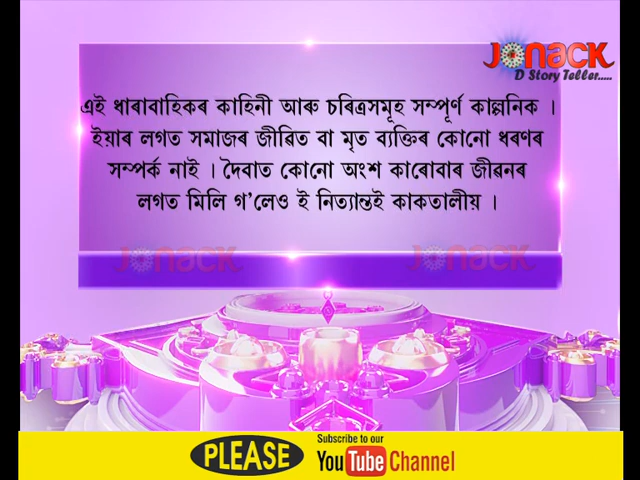 JONACK
D Story Teller.....
এই ধাৰাবাহিকৰ কাহিনী আৰু চৰিত্ৰসমূহ সম্পূৰ্ণ কাল্পনিক ।
ইয়াৰ লগত সমাজৰ জীৱিত বা মৃত ব্যক্তিৰ কোনো ধৰণৰ
সম্পৰ্ক নাই । দৈবাত কোনো অংশ কাৰোবাৰ জীৱনৰ
লগত মিলি গ'লেও ই নিত্যান্তই কাকতালীয় ।
JONACK JONACK
PLEASE
Subscribe to our
YouTube Channel